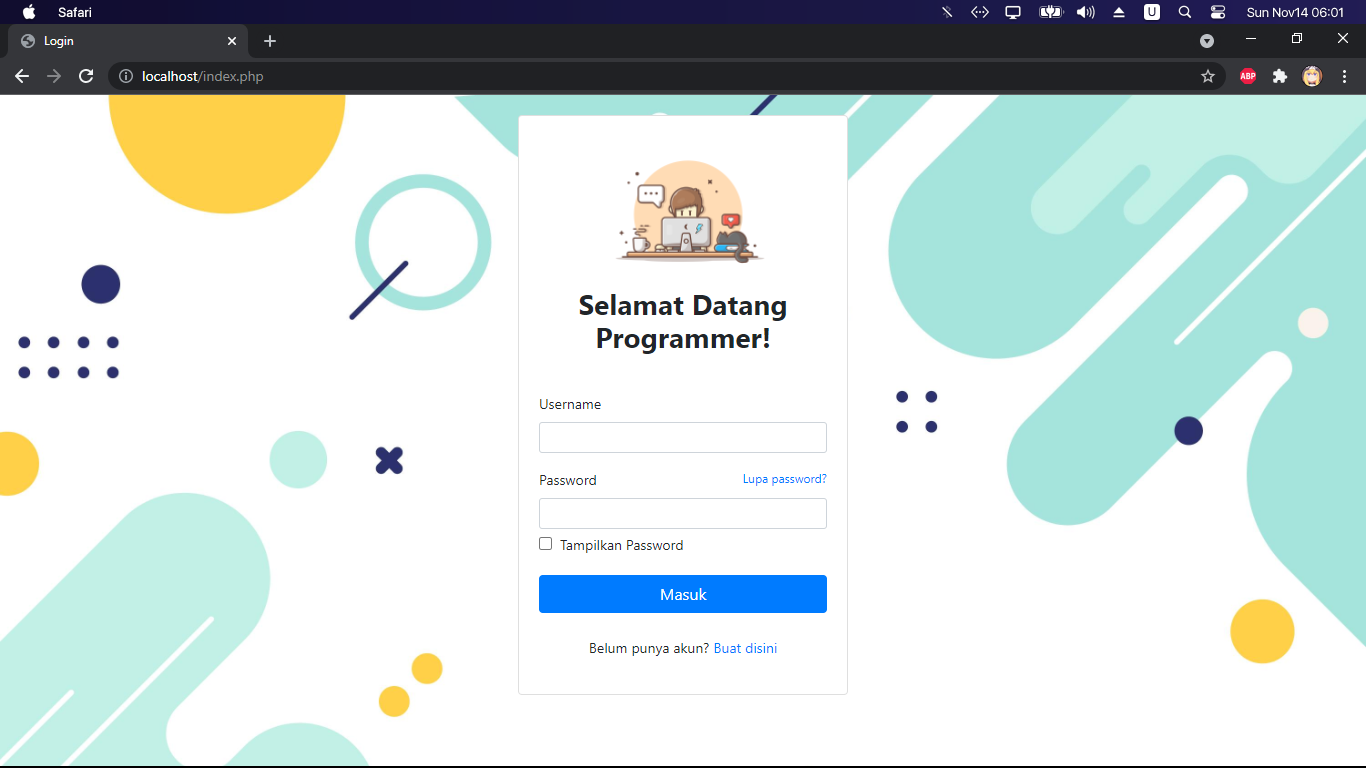 Safari
U
Sun Nov14 06:01
Login
localhost/index.php
ABP
Selamat Datang
Programmer!
Username
Password
Lupa password?
Tampilkan Password
Masuk
Belum punya akun? Buat disini